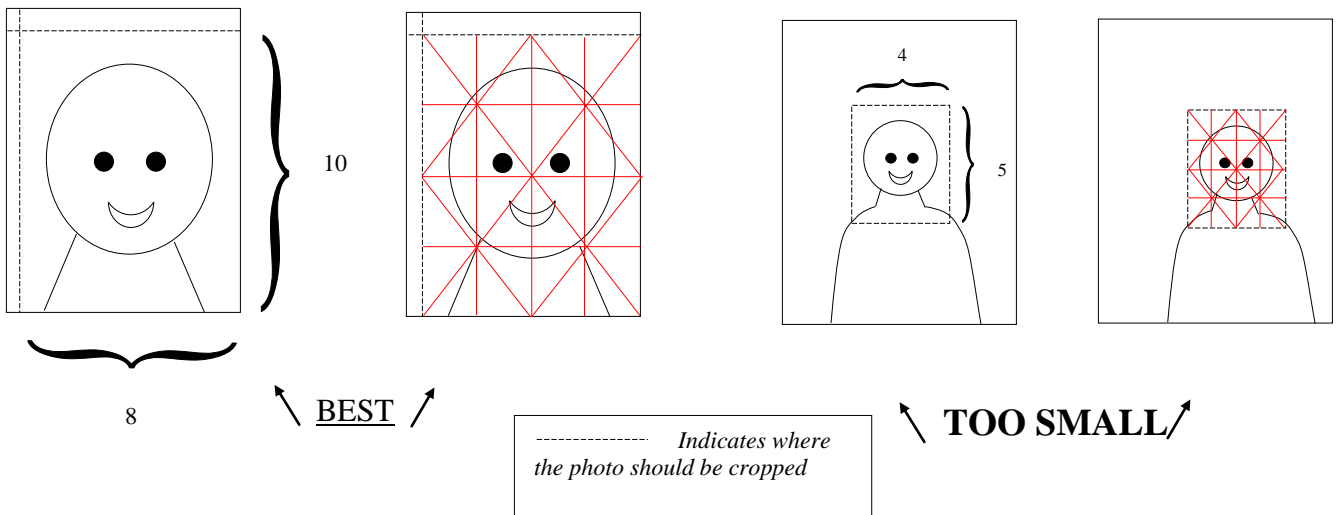 4
10
5
8
BEST
TOO SMALL
Indicates where
the photo should be cropped